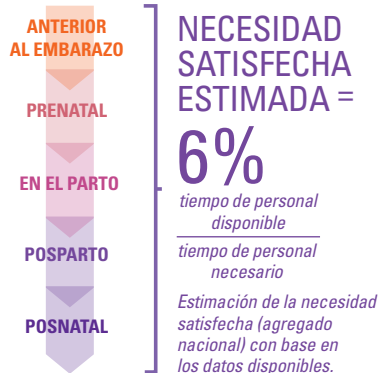 ANTERIOR
AL EMBARAZO
PRENATAL
EN EL PARTO
POSPARTO
POSNATAL
NECESIDAD
SATISFECHA
ESTIMADA =
6%
tiempo de personal
disponible
tiempo de personal
necesario
Estimación de la necesidad
satisfecha (agregado
nacional) con base en
los datos disponibles.